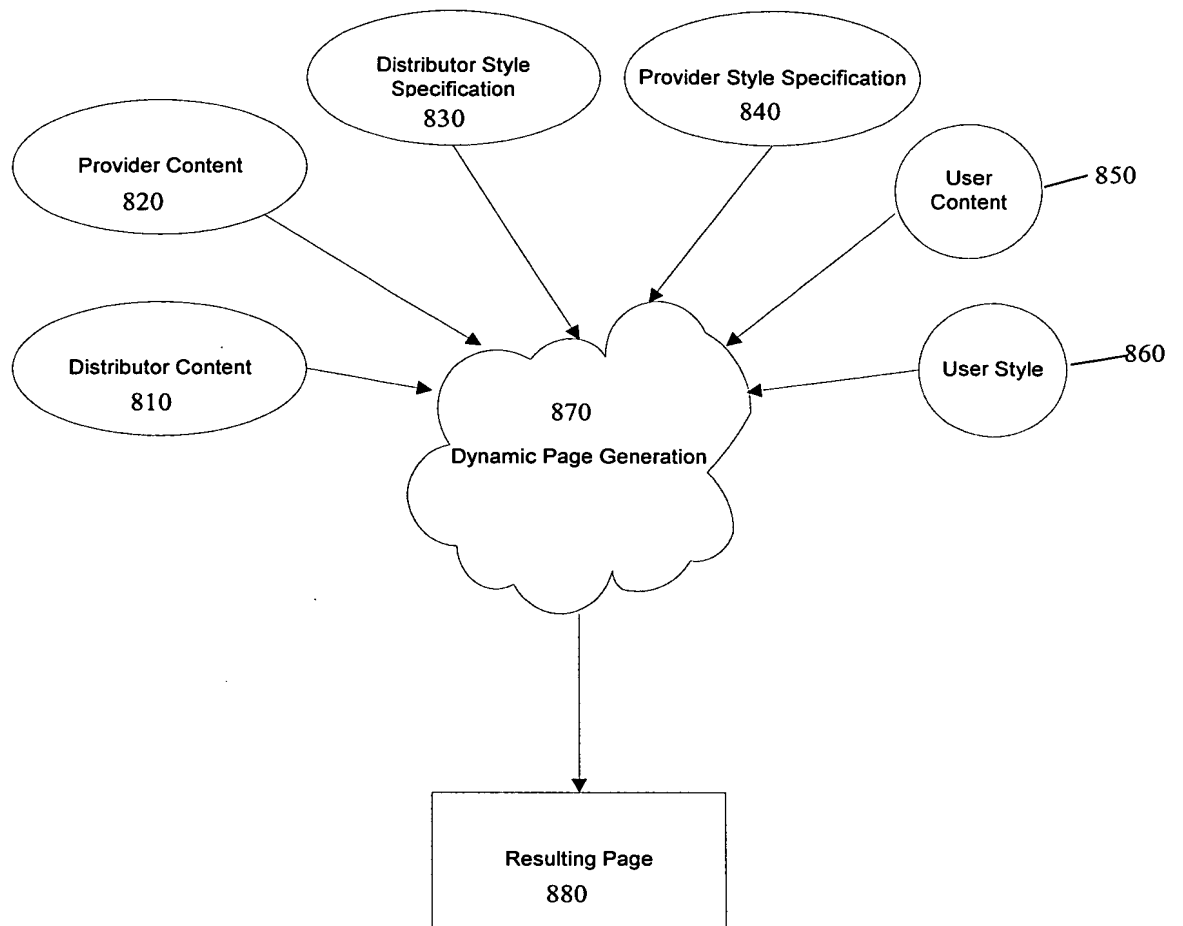 Distributor Style
Specification
830
Provider Style Specification
840
Provider Content
820
User
Content
850
Distributor Content
810
User Style
860
870
Dynamic Page Generation
Resulting Page
880